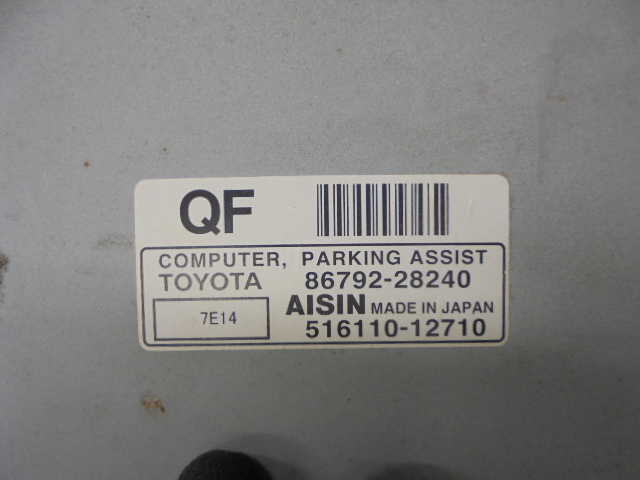 QF
COMPUTER, PARKING ASSIST
TOYOTA 86792-28240
7E14
AISIN MADE IN JAPAN
516110-12710